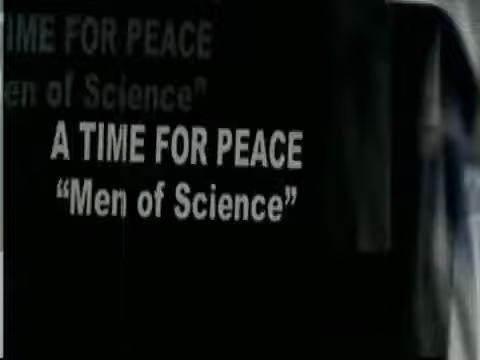 IME FOR PEACE
en of Science"
A TIME FOR PEACE
“Men of Science”